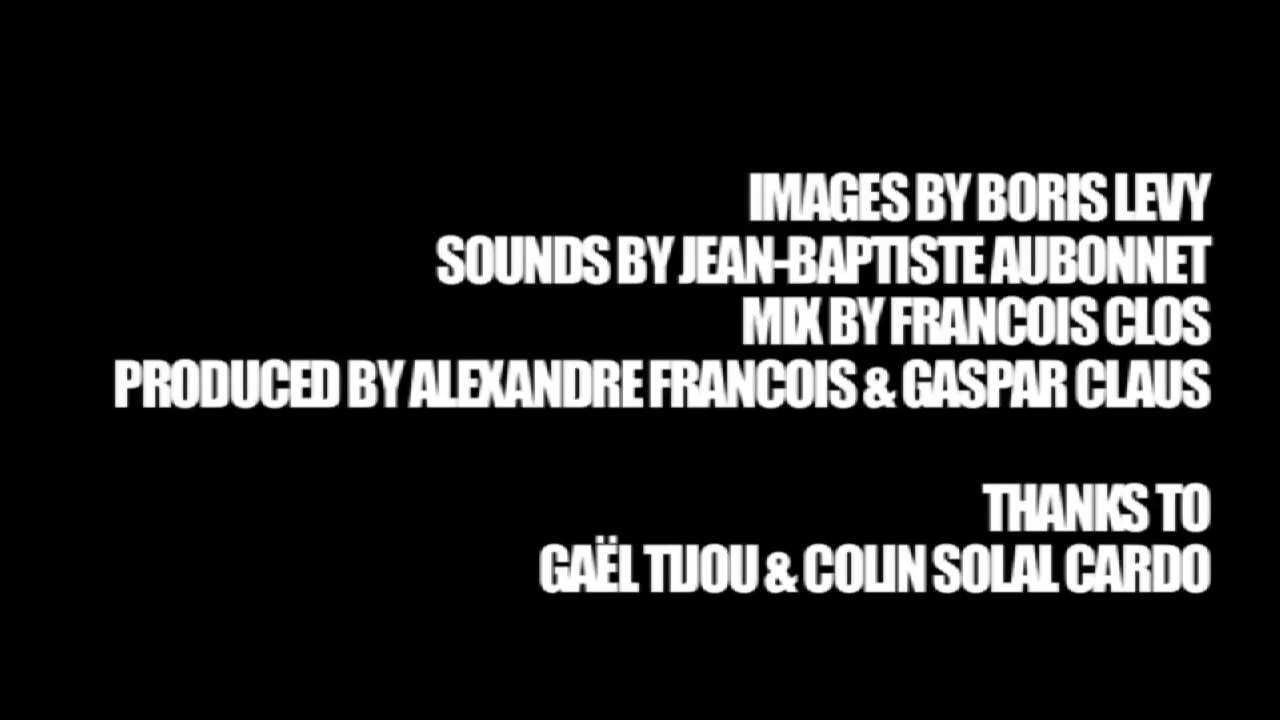 IMAGES BY BORIS LEVY
SOUNDS BY JEAN-BAPTISTE AUBONNET
MIX BY FRANCOIS CLOS
PRODUCED BY ALEXANDRE FRANCOIS & GASPAR CLAUS
THANKS TO
GAËL TIJOU & COLIN SOLAL CARDO